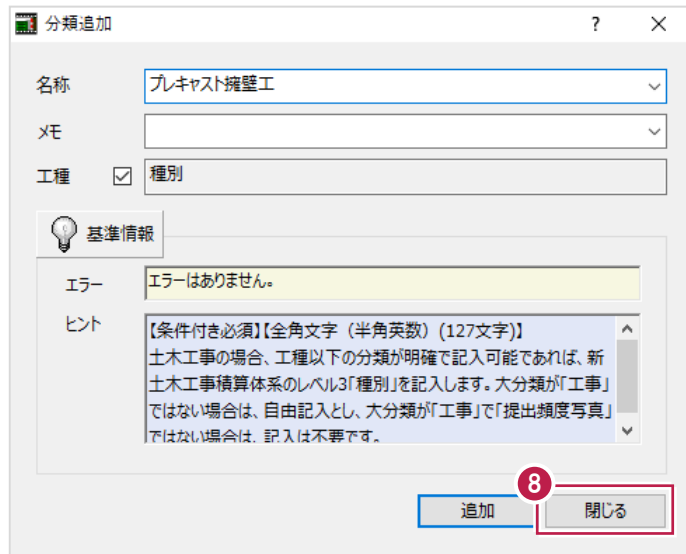 分類追加
?
名称 プレキャスト擁壁工
メモ
工種 種別
基準情報
エラー エラーはありません。
ヒント 【条件付き必須】【全角文字（半角英数）(127文字)】
土木工事の場合、工種以下の分類が明確で記入可能であれば、新
土木工事積算体系のレベル3「種別」を記入します。大分類が「工事」
ではない場合は、自由記入とし、大分類が「工事」で「提出頻度写真」
ではない場合は、記入は不要です。
8
追加 閉じる